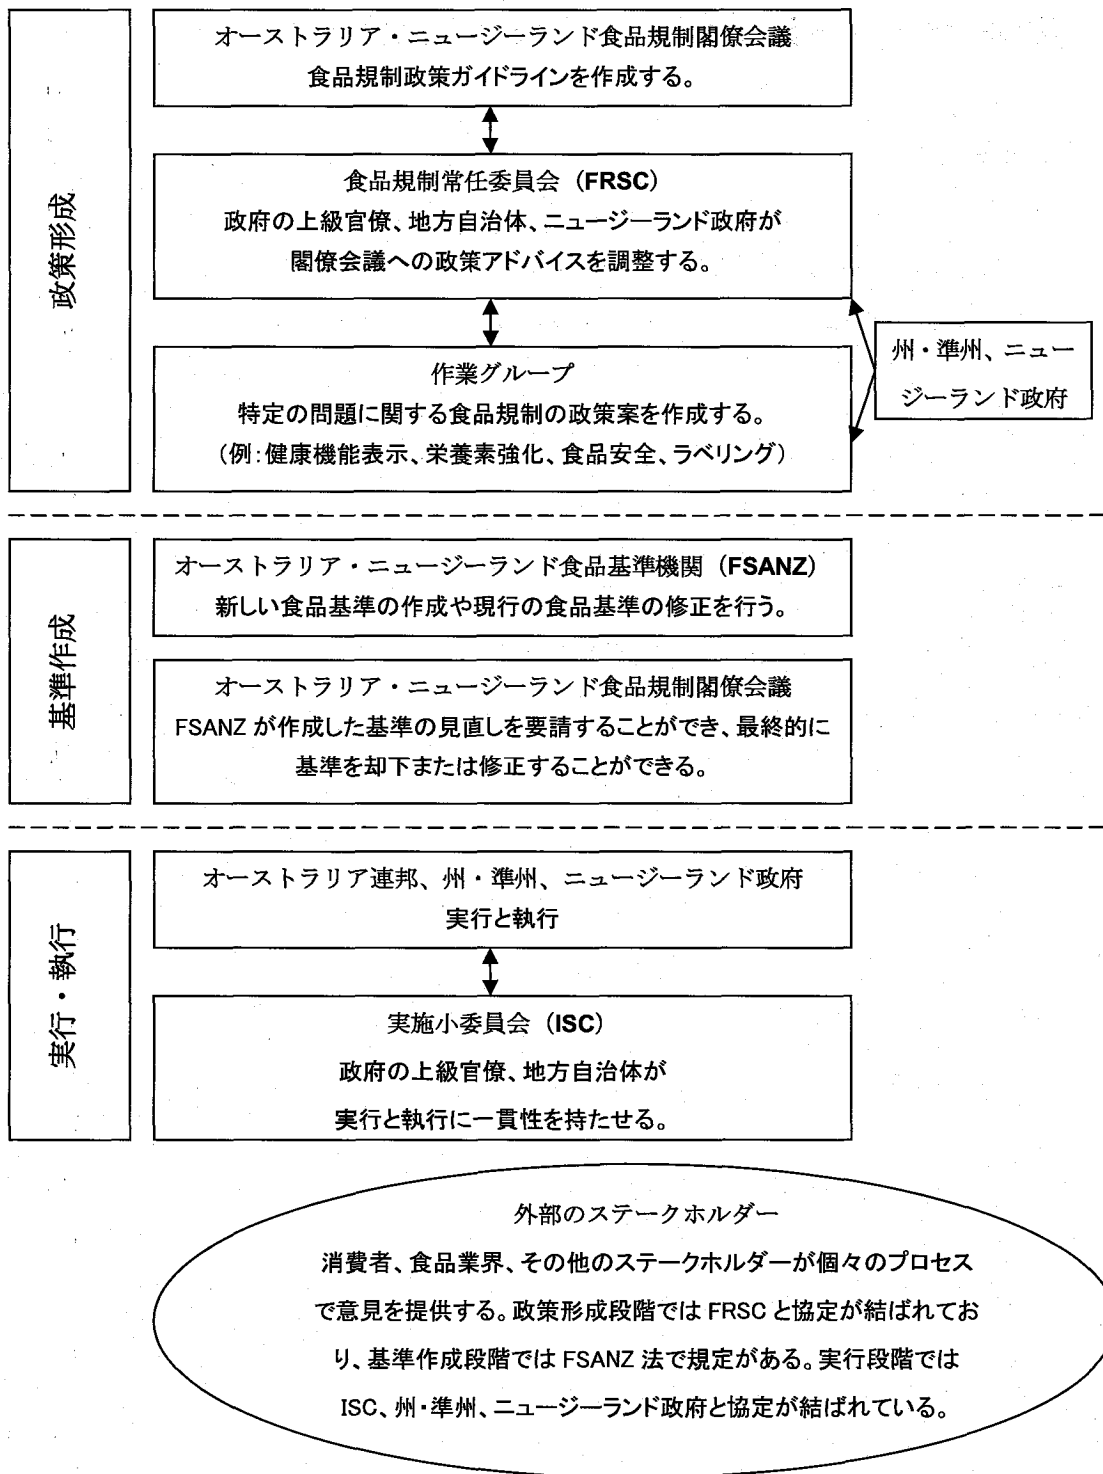 政策形成
オーストラリア・ニュージーランド食品規制閣僚会議
食品規制政策ガイドラインを作成する。
食品規制常任委員会（FRSC）
政府の上級官僚、地方自治体、ニュージーランド政府が
閣僚会議への政策アドバイスを調整する。
作業グループ
特定の問題に関する食品規制の政策案を作成する。
（例：健康機能表示、栄養素強化、食品安全、ラベリング）
州・準州、ニュー
ジーランド政府
基準作成
オーストラリア・ニュージーランド食品基準機関（FSANZ）
新しい食品基準の作成や現行の食品基準の修正を行う。
オーストラリア・ニュージーランド食品規制閣僚会議
FSANZ が作成した基準の見直しを要請することができ、最終的に
基準を却下または修正することができる。
実行・執行
オーストラリア連邦、州・準州、ニュージーランド政府
実行と執行
実施小委員会（ISC）
政府の上級官僚、地方自治体が
実行と執行に一貫性を持たせる。
外部のステークホルダー
消費者、食品業界、その他のステークホルダーが個々のプロセス
で意見を提供する。政策形成段階では FRSC と協定が結ばれてお
り、基準作成段階では FSANZ 法で規定がある。実行段階では
ISC、州・準州、ニュージーランド政府と協定が結ばれている。